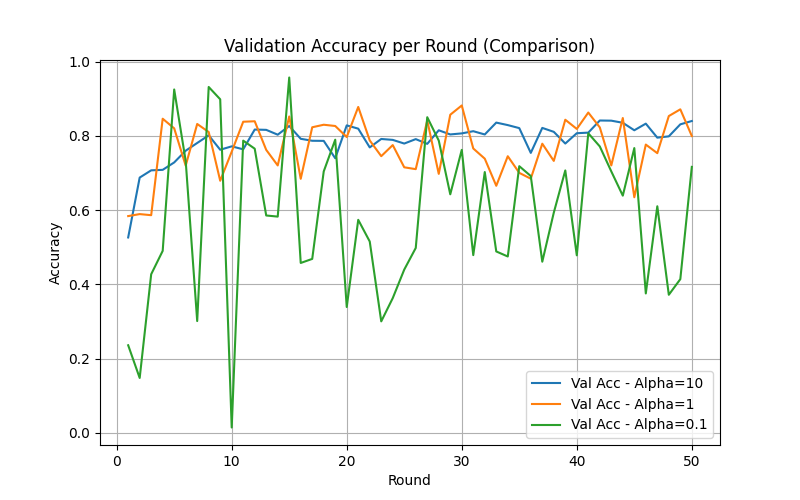 Validation Accuracy per Round (Comparison)
1.0
0.8
0.6
0.4
0.2
0.0
Accuracy
Val Acc - Alpha=10
Val Acc - Alpha=1
Val Acc - Alpha=0.1
0 10 20 30 40 50
Round